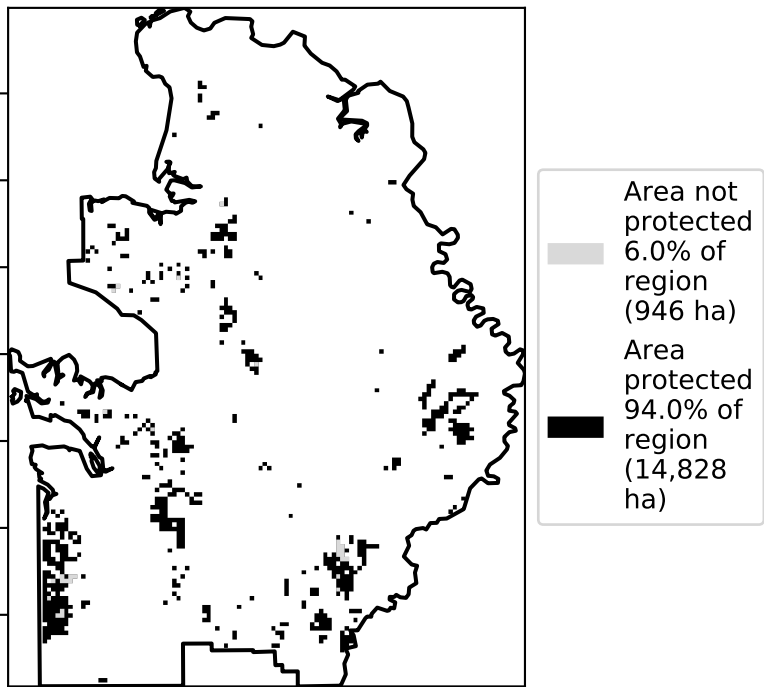 Area not
protected
6.0% of
region
(946 ha)
Area
protected
94.0% of
region
(14,828
ha)